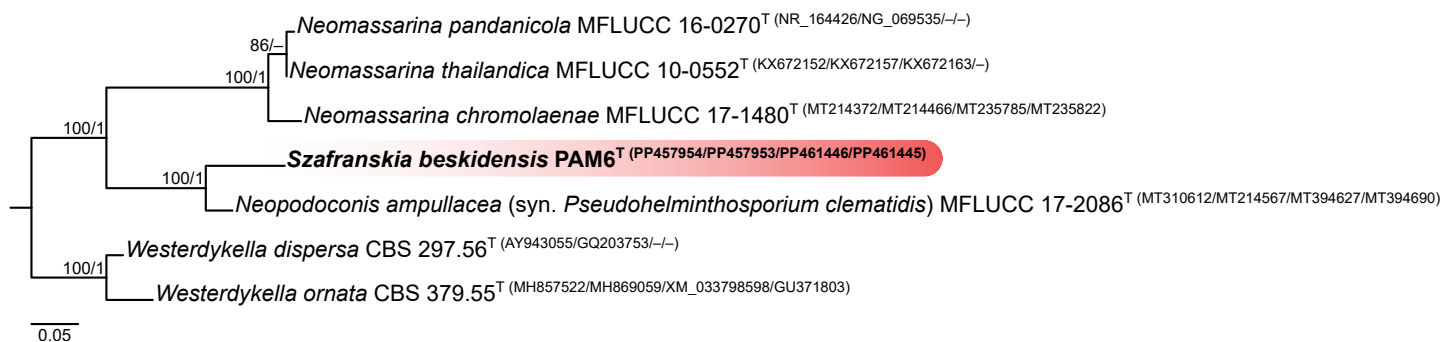 Neomassarina pandanicola MFLUCC 16-0270T (NR_164426/NG_069535/–/–)
86/–
Neomassarina thailandica MFLUCC 10-0552T (KX672152/KX672157/KX672163/–)
100/1
Neomassarina chromolaenae MFLUCC 17-1480T (MT214372/MT214466/MT235785/MT235822)
100/1
Szafranskia beskidensis PAM6T (PP457954/PP457953/PP461446/PP461445)
100/1
Neopodoconis ampullacea (syn. Pseudohelminthosporium clematidis) MFLUCC 17-2086T (MT310612/MT214567/MT394627/MT394690)
Westerdykella dispersa CBS 297.56T (AY943055/GQ203753/–/–)
100/1
Westerdykella ornata CBS 379.55T (MH857522/MH869059/XM_033798598/GU371803)
0.05